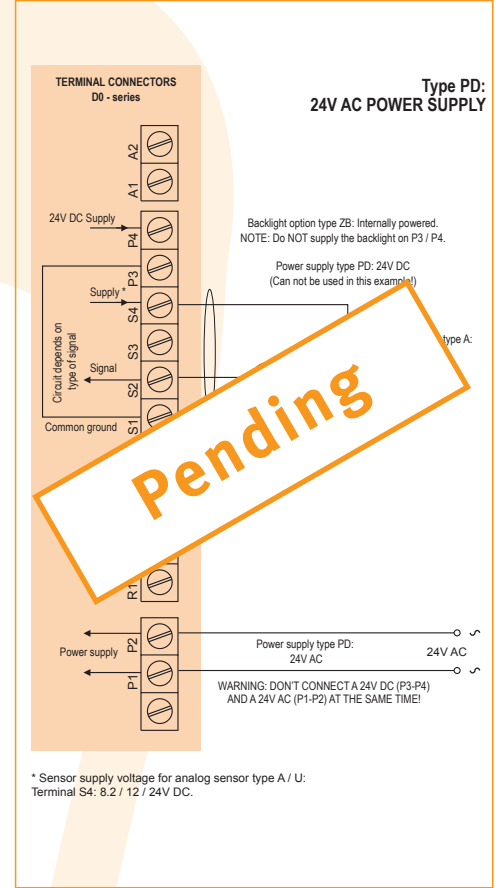 TERMINAL CONNECTORS
D0 - series
Type PD:
24V AC POWER SUPPLY
A2
A1
24V DC Supply
P4
Backlight option type ZB: Internally powered.
NOTE: Do NOT supply the backlight on P3 / P4.
P3
Power supply type PD: 24V DC
(Can not be used in this example!)
Supply *
S4
Circuit depends on
type of signal
S3
type A:
Signal
S2
Common ground
S1
Pending
R1
Power supply
P2
Power supply type PD:
24V AC
24V AC
P1
WARNING: DON'T CONNECT A 24V DC (P3-P4)
AND A 24V AC (P1-P2) AT THE SAME TIME!
* Sensor supply voltage for analog sensor type A / U:
Terminal S4: 8.2 / 12 / 24V DC.